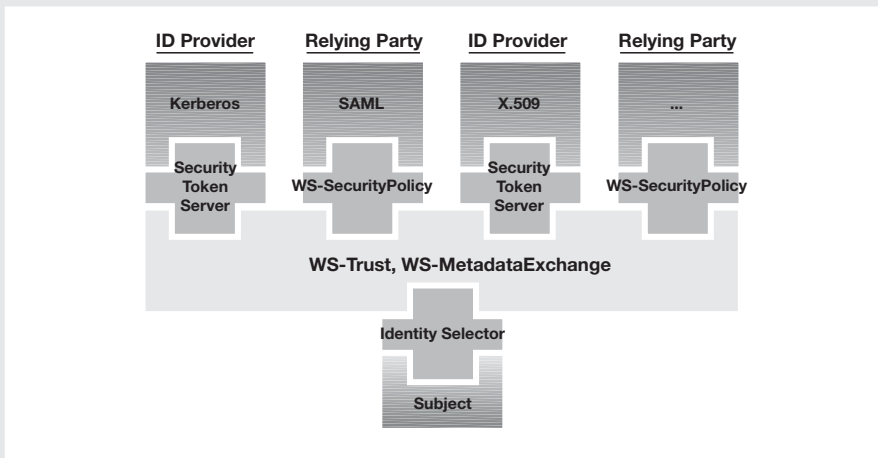 ID Provider
Relying Party
ID Provider
Relying Party
Kerberos
SAML
X.509
...
Security
Token
Server
WS-SecurityPolicy
Security
Token
Server
WS-SecurityPolicy
WS-Trust, WS-MetadataExchange
Identity Selector
Subject